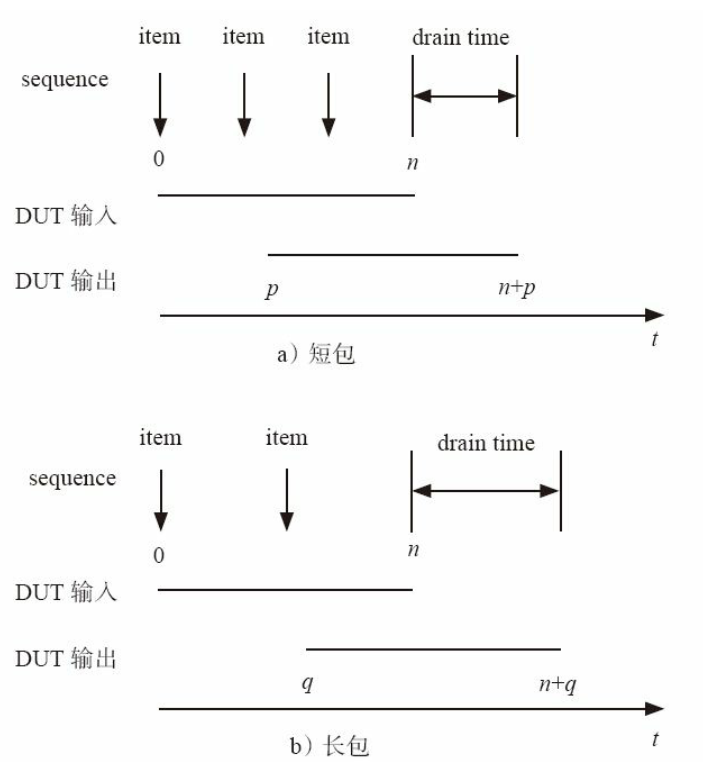 item item item drain time
sequence
0 n
DUT 输入
DUT 输出
p n+p
t
a）短包
item item drain time
sequence
0 n
DUT 输入
DUT 输出
q n+q
t
b）长包